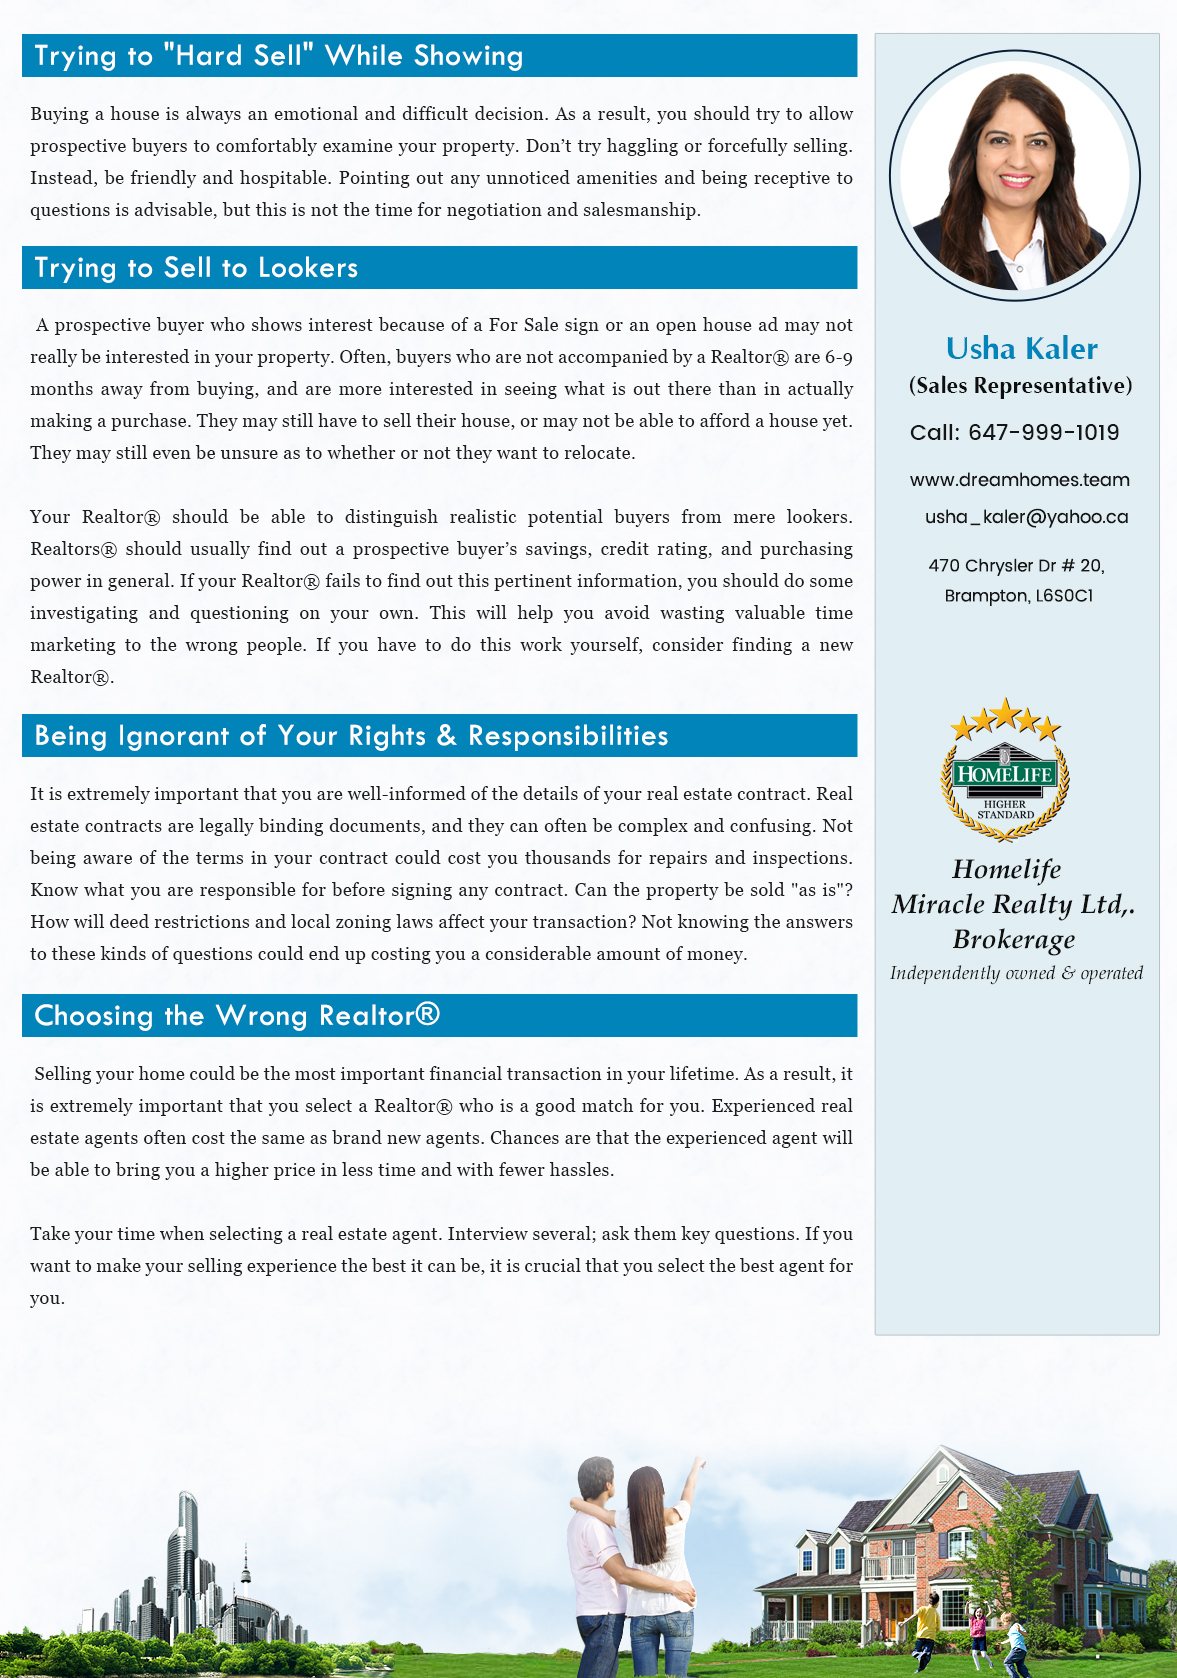 Trying to "Hard Sell" While Showing
Buying a house is always an emotional and difficult decision. As a result, you should try to allow
prospective buyers to comfortably examine your property. Don’t try haggling or forcefully selling.
Instead, be friendly and hospitable. Pointing out any unnoticed amenities and being receptive to
questions is advisable, but this is not the time for negotiation and salesmanship.
Trying to Sell to Lookers
A prospective buyer who shows interest because of a For Sale sign or an open house ad may not
really be interested in your property. Often, buyers who are not accompanied by a Realtor® are 6-9
months away from buying, and are more interested in seeing what is out there than in actually
making a purchase. They may still have to sell their house, or may not be able to afford a house yet.
They may still even be unsure as to whether or not they want to relocate.
Your Realtor® should be able to distinguish realistic potential buyers from mere lookers.
Realtors® should usually find out a prospective buyer’s savings, credit rating, and purchasing
power in general. If your Realtor® fails to find out this pertinent information, you should do some
investigating and questioning on your own. This will help you avoid wasting valuable time
marketing to the wrong people. If you have to do this work yourself, consider finding a new
Realtor®.
Being Ignorant of Your Rights & Responsibilities
It is extremely important that you are well-informed of the details of your real estate contract. Real
estate contracts are legally binding documents, and they can often be complex and confusing. Not
being aware of the terms in your contract could cost you thousands for repairs and inspections.
Know what you are responsible for before signing any contract. Can the property be sold "as is"?
How will deed restrictions and local zoning laws affect your transaction? Not knowing the answers
to these kinds of questions could end up costing you a considerable amount of money.
Choosing the Wrong Realtor®
Selling your home could be the most important financial transaction in your lifetime. As a result, it
is extremely important that you select a Realtor® who is a good match for you. Experienced real
estate agents often cost the same as brand new agents. Chances are that the experienced agent will
be able to bring you a higher price in less time and with fewer hassles.
Take your time when selecting a real estate agent. Interview several; ask them key questions. If you
want to make your selling experience the best it can be, it is crucial that you select the best agent for
you.
Usha Kaler
(Sales Representative)
Call: 647-999-1019
www.dreamhomes.team
usha_kaler@yahoo.ca
470 Chrysler Dr # 20,
Brampton, L6S0C1
HOMELIFE
HIGHER
STANDARD
Homelife
Miracle Realty Ltd,.
Brokerage
Independently owned & operated